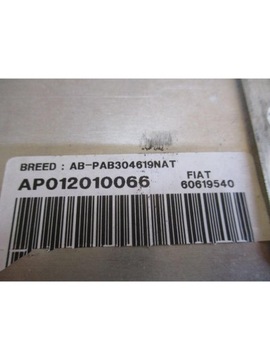 BREED : AB-PAB304619NAT
AP012010066 FIAT
60619540